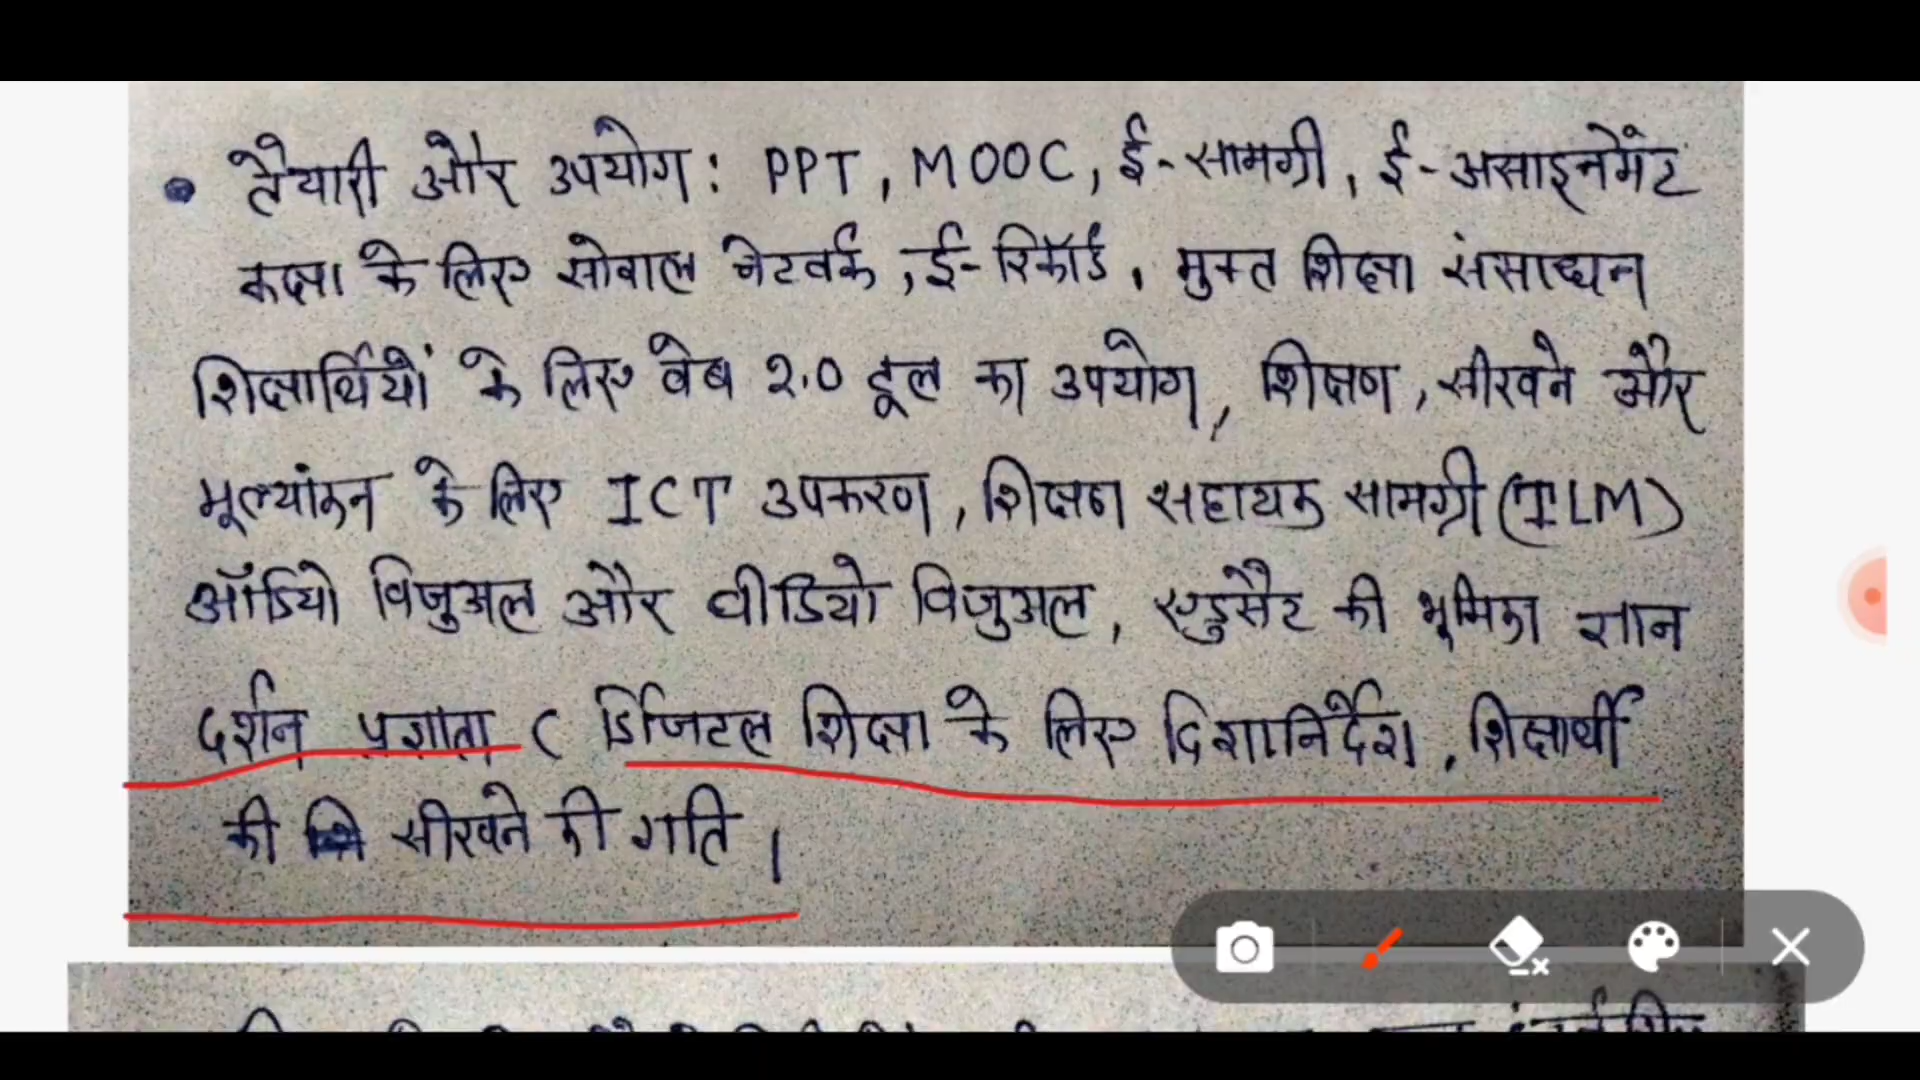 • तैयारी और उपयोग: PPT, MOOC, ई-सामग्री, ई-असाइनमेंट
कक्षा के लिए सोवाल नेटवर्क, ई-रिकॉर्ड, मुक्त शिक्षा संसाधन
शिक्षार्थियों के लिए वेब 2.0 टूल का उपयोग, शिक्षण, सीखने और
मूल्यांकन के लिए ICT उपकरण, शिक्षण सहायक सामग्री (TLM)
ऑडियो विजुअल और वीडियो विजुअल, एडुसैट की भूमिका ज्ञान
दर्शन प्रज्ञाता ( डिजिटल शिक्षा के लिए दिशानिर्देश, शिक्षार्थी
की सीखने की गति |